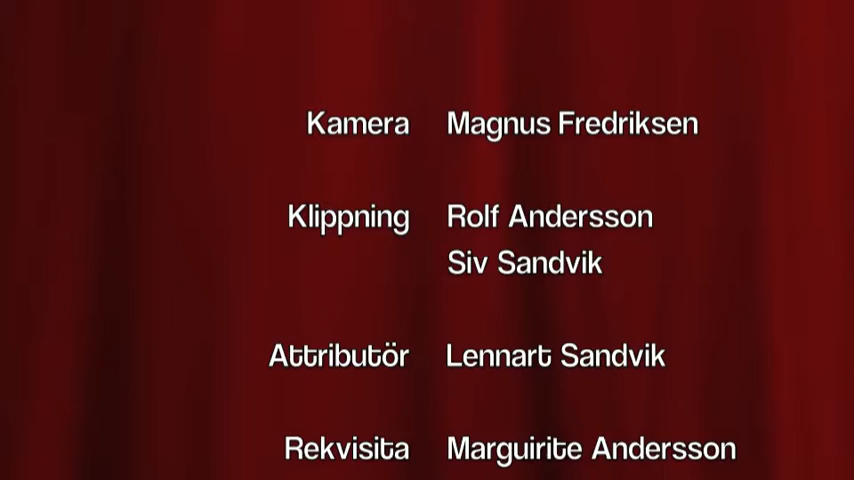 Kamera Magnus Fredriksen
Klippning Rolf Andersson
Siv Sandvik
Attributör Lennart Sandvik
Rekvisita Marguirite Andersson